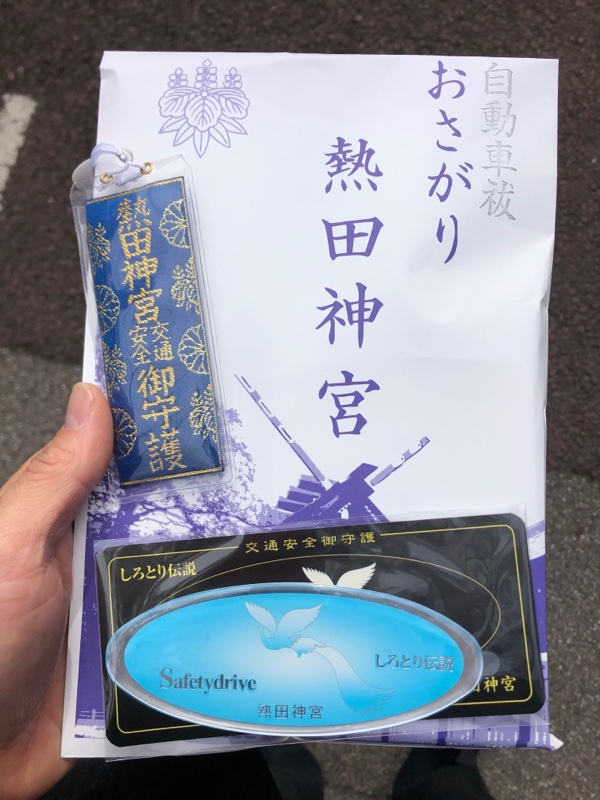 自動車祓
おさがり
熱田神宮
熱田神宮
交通
安全
御守護
交通安全御守護
しろとり伝説
しろとり伝説
Safetydrive
熱田神宮
田神宮